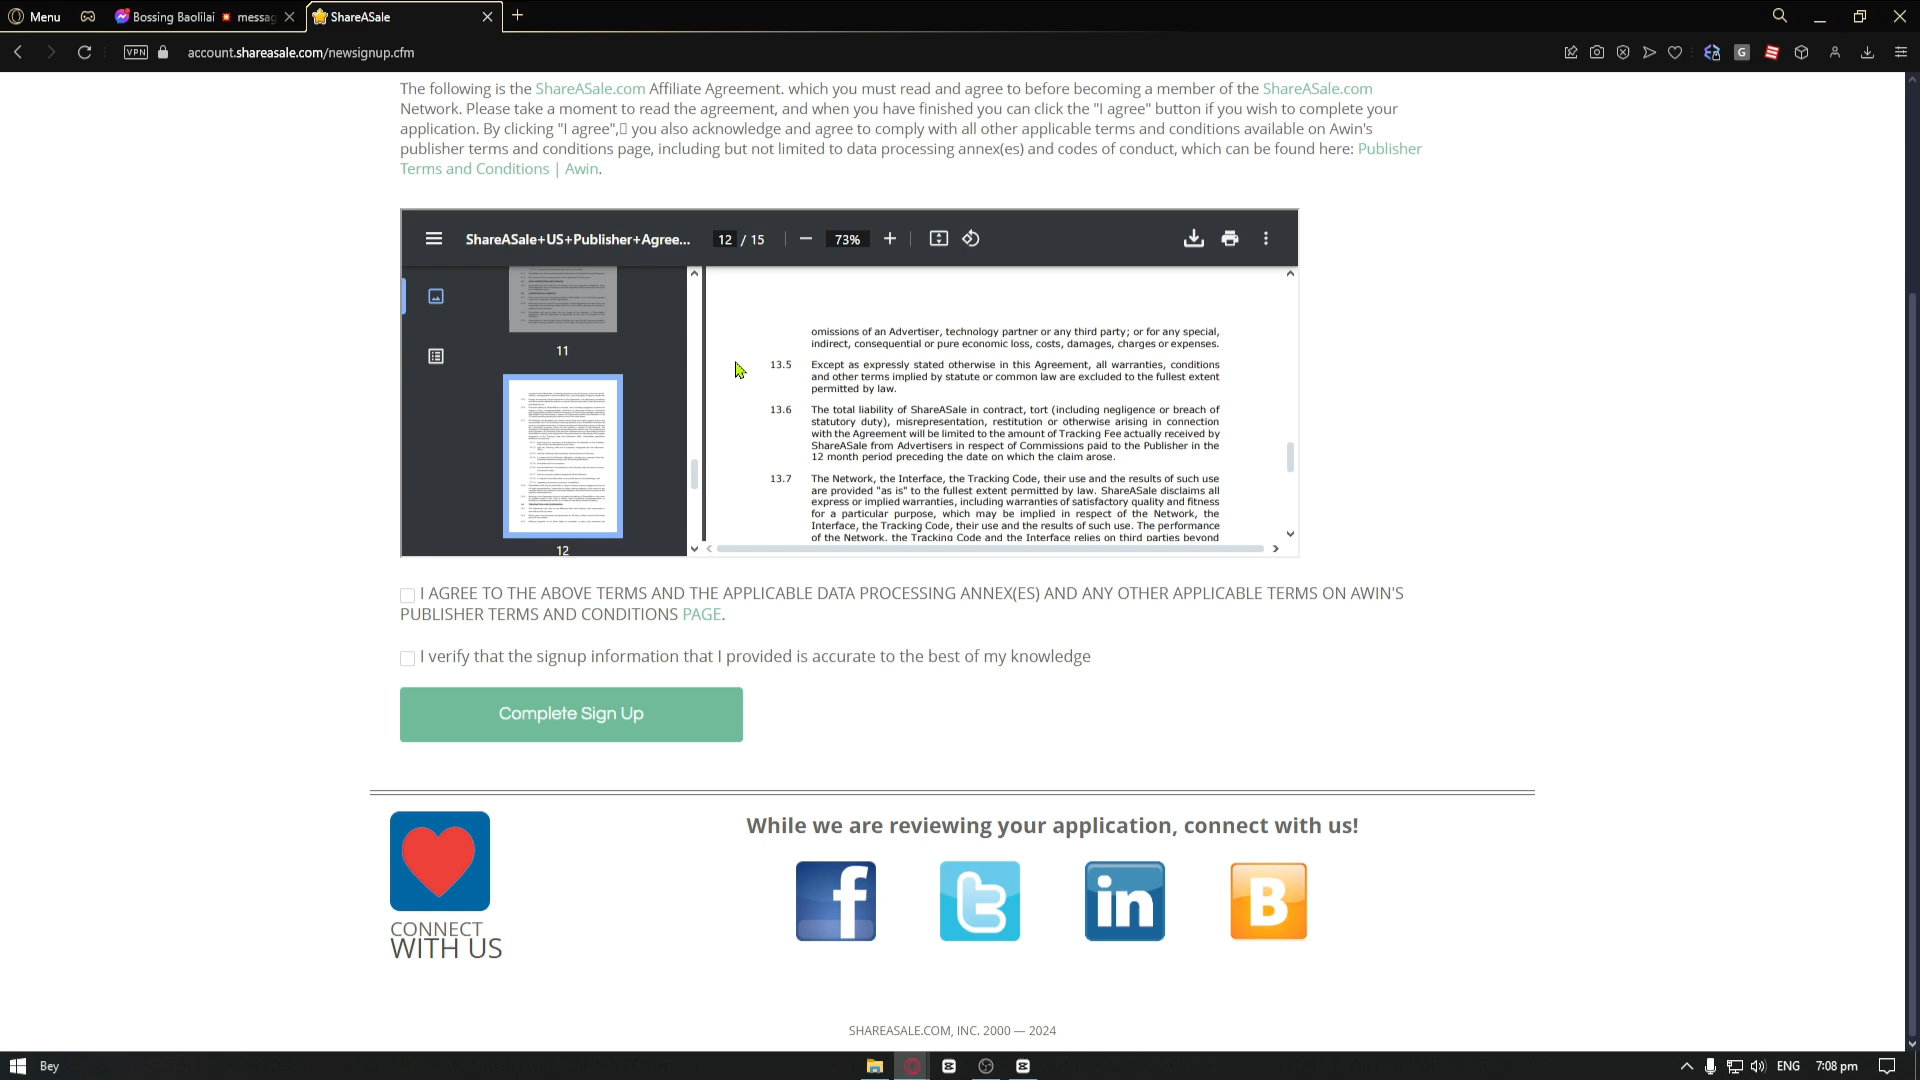 Menu
Bossing Baolilai 💥 messag
ShareASale
VPN
account.shareasale.com/newsignup.cfm
G
The following is the ShareASale.com Affiliate Agreement. which you must read and agree to before becoming a member of the ShareASale.com
Network. Please take a moment to read the agreement, and when you have finished you can click the "I agree" button if you wish to complete your
application. By clicking "I agree",▯ you also acknowledge and agree to comply with all other applicable terms and conditions available on Awin's
publisher terms and conditions page, including but not limited to data processing annex(es) and codes of conduct, which can be found here: Publisher
Terms and Conditions | Awin.
ShareASale+US+Publisher+Agree...
12 / 15
73%
11
12
omissions of an Advertiser, technology partner or any third party; or for any special,
indirect, consequential or pure economic loss, costs, damages, charges or expenses.
13.5 Except as expressly stated otherwise in this Agreement, all warranties, conditions
and other terms implied by statute or common law are excluded to the fullest extent
permitted by law.
13.6 The total liability of ShareASale in contract, tort (including negligence or breach of
statutory duty), misrepresentation, restitution or otherwise arising in connection
with the Agreement will be limited to the amount of Tracking Fee actually received by
ShareASale from Advertisers in respect of Commissions paid to the Publisher in the
12 month period preceding the date on which the claim arose.
13.7 The Network, the Interface, the Tracking Code, their use and the results of such use
are provided "as is" to the fullest extent permitted by law. ShareASale disclaims all
express or implied warranties, including warranties of satisfactory quality and fitness
for a particular purpose, which may be implied in respect of the Network, the
Interface, the Tracking Code, their use and the results of such use. The performance
of the Network, the Tracking Code and the Interface relies on third parties beyond
I AGREE TO THE ABOVE TERMS AND THE APPLICABLE DATA PROCESSING ANNEX(ES) AND ANY OTHER APPLICABLE TERMS ON AWIN'S
PUBLISHER TERMS AND CONDITIONS PAGE.
I verify that the signup information that I provided is accurate to the best of my knowledge
Complete Sign Up
While we are reviewing your application, connect with us!
CONNECT
WITH US
f
t
in
B
SHAREASALE.COM, INC. 2000 — 2024
Bey
ENG
7:08 pm